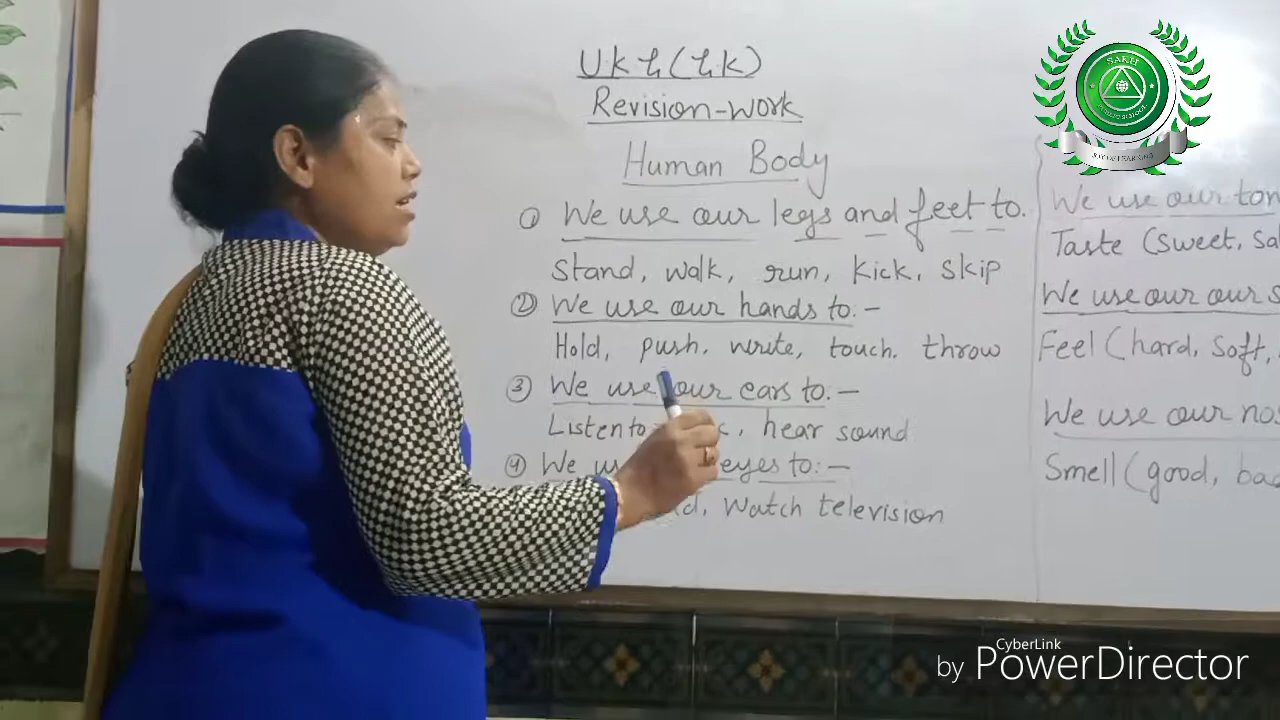 Revision-work
Human Body
① We use our legs and feet to.
Stand, walk, run, kick, skip
② We use our hands to:-
Hold, push, write, touch. throw
③ We use our ears to:-
Listen to hear sound
④ We eyes to:-
Watch television
We use our
Taste (sweet,
We use our our
Feel (hard, Soft,
We use our
Smell (good,
SAKH
CyberLink
by PowerDirector